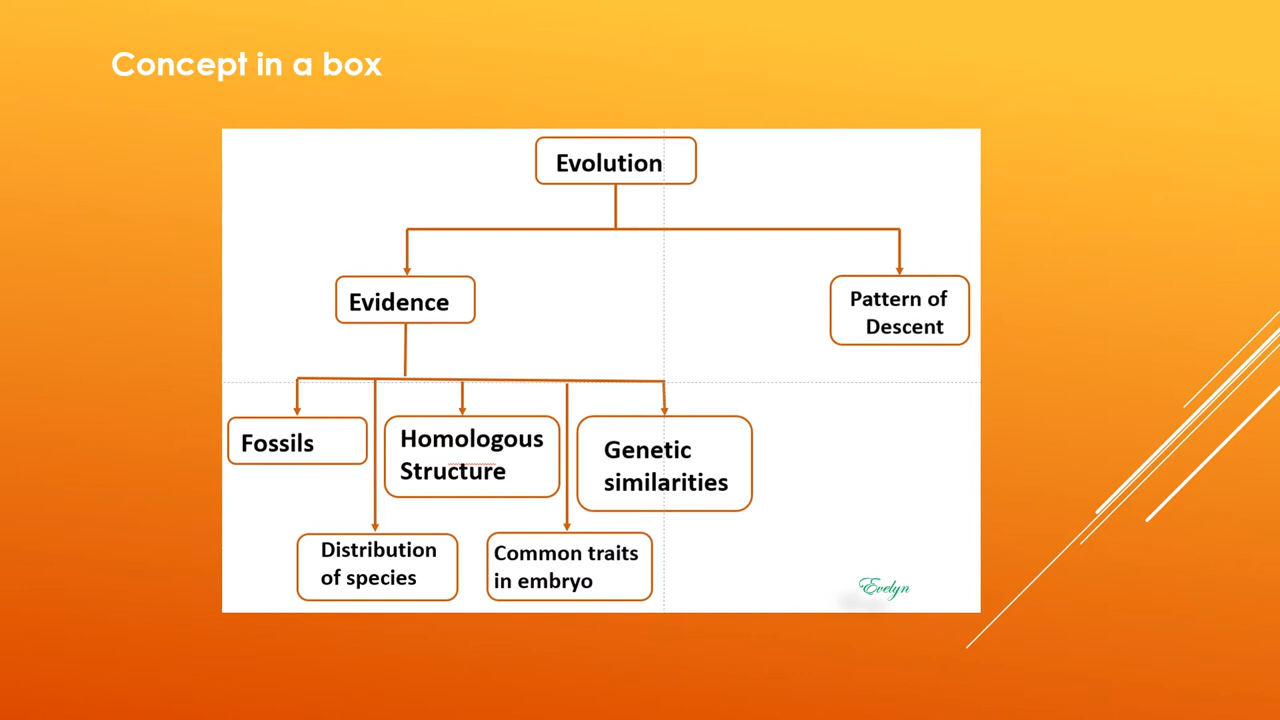 Concept in a box
Evolution
Evidence
Pattern of
Descent
Fossils
Homologous
Structure
Genetic
similarities
Distribution
of species
Common traits
in embryo
Evelyn